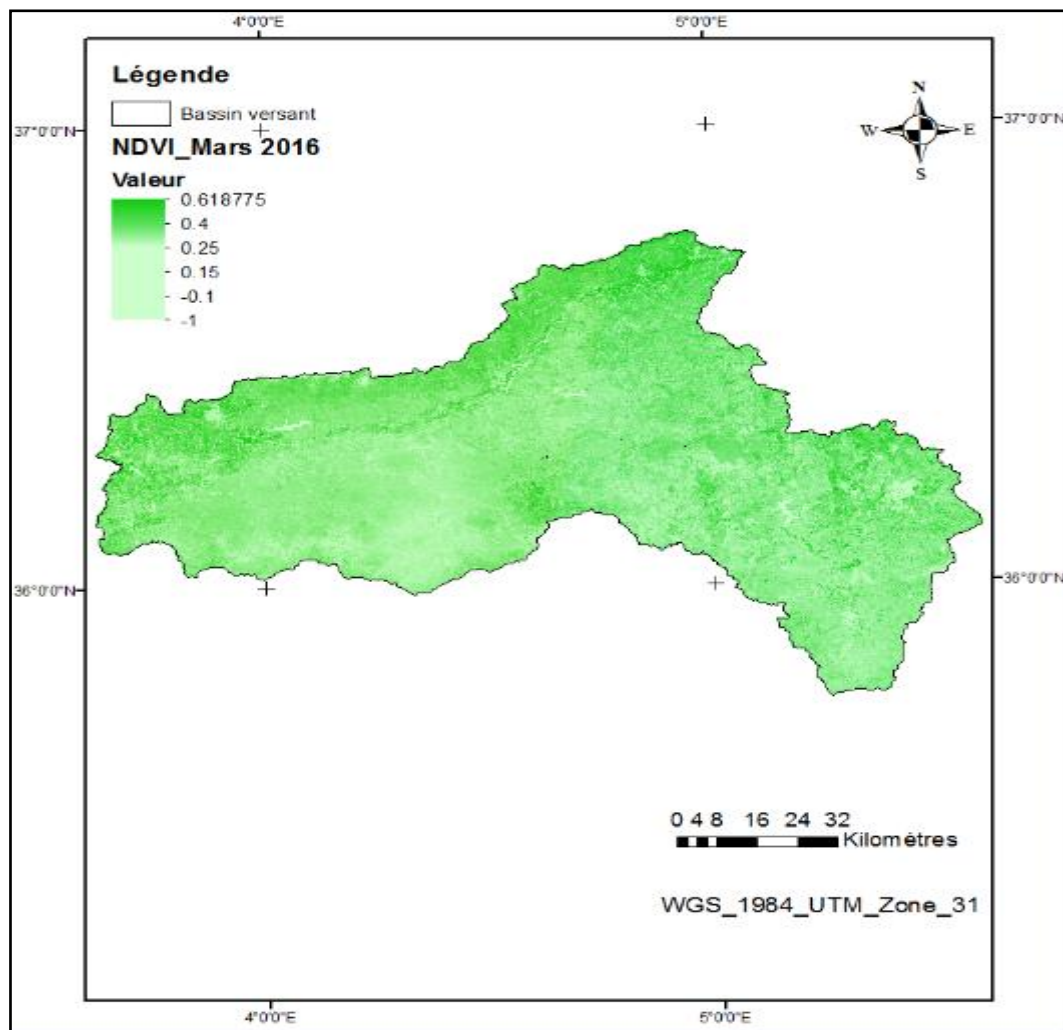 4°0'0"E 5°0'0"E
Légende
Bassin versant
37°0'0"N 37°0'0"N
NDVI_Mars 2016
Valeur
0.618775
0.4
0.25
0.15
-0.1
-1
N
W E
S
36°0'0"N 36°0'0"N
0 4 8 16 24 32
Kilomètres
WGS_1984_UTM_Zone_31
4°0'0"E 5°0'0"E